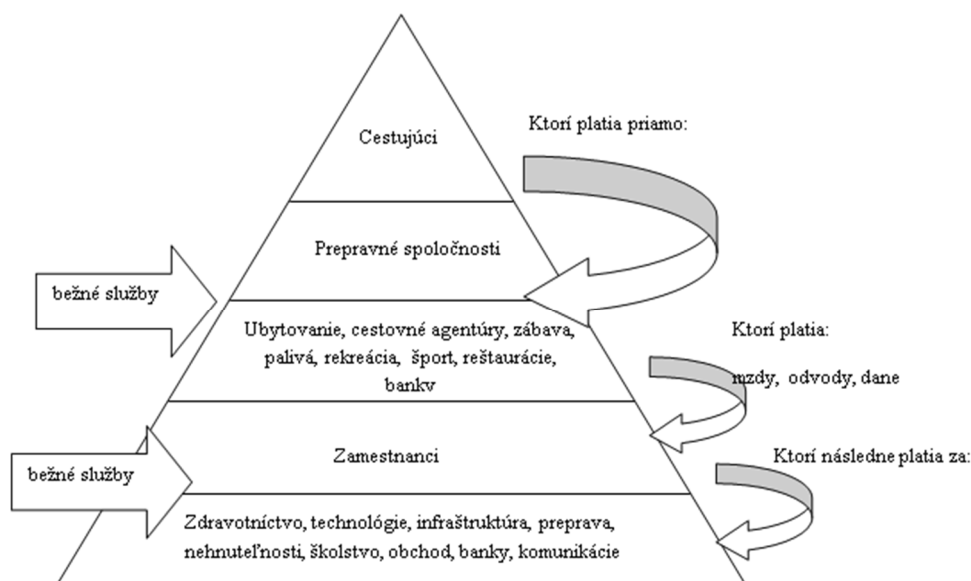 Cestujúci
Ktorí platia priamo:
Prepravné spoločnosti
bežné služby
Ubytovanie, cestovné agentúry, zábava,
palivá, rekreácia, šport, reštaurácie,
banky
Ktorí platia:
mzdy, odvody, dane
Zamestnanci
Ktorí následne platia za:
bežné služby
Zdravotníctvo, technológie, infraštruktúra, preprava,
nehnuteľnosti, školstvo, obchod, banky, komunikácie